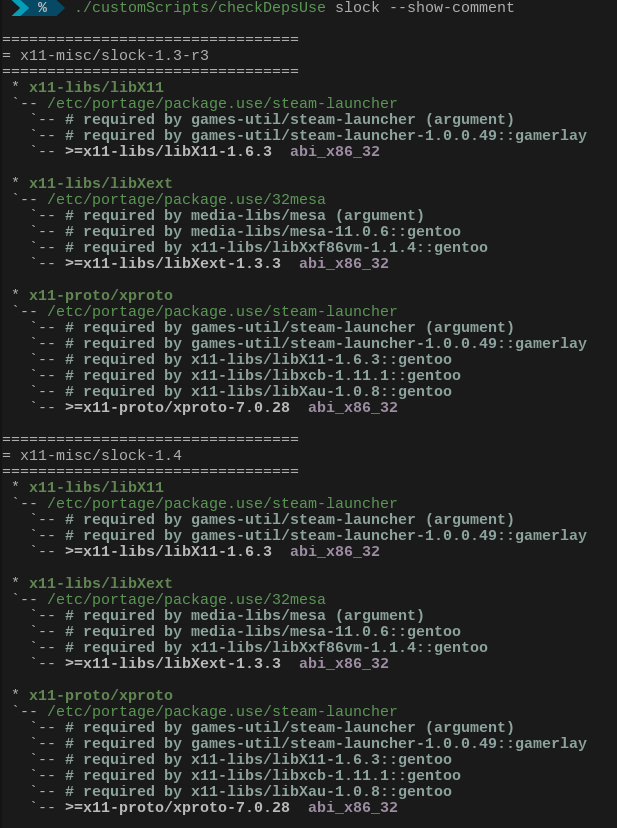 % ./customScripts/checkDepsUse slock --show-comment
=================================
= x11-misc/slock-1.3-r3
=================================
* x11-libs/libX11
`-- /etc/portage/package.use/steam-launcher
`-- # required by games-util/steam-launcher (argument)
`-- # required by games-util/steam-launcher-1.0.0.49::gamerlay
`-- >=x11-libs/libX11-1.6.3  abi_x86_32
* x11-libs/libXext
`-- /etc/portage/package.use/32mesa
`-- # required by media-libs/mesa (argument)
`-- # required by media-libs/mesa-11.0.6::gentoo
`-- # required by x11-libs/libXxf86vm-1.1.4::gentoo
`-- >=x11-libs/libXext-1.3.3  abi_x86_32
* x11-proto/xproto
`-- /etc/portage/package.use/steam-launcher
`-- # required by games-util/steam-launcher (argument)
`-- # required by games-util/steam-launcher-1.0.0.49::gamerlay
`-- # required by x11-libs/libX11-1.6.3::gentoo
`-- # required by x11-libs/libxcb-1.11.1::gentoo
`-- # required by x11-libs/libXau-1.0.8::gentoo
`-- >=x11-proto/xproto-7.0.28  abi_x86_32
=================================
= x11-misc/slock-1.4
=================================
* x11-libs/libX11
`-- /etc/portage/package.use/steam-launcher
`-- # required by games-util/steam-launcher (argument)
`-- # required by games-util/steam-launcher-1.0.0.49::gamerlay
`-- >=x11-libs/libX11-1.6.3  abi_x86_32
* x11-libs/libXext
`-- /etc/portage/package.use/32mesa
`-- # required by media-libs/mesa (argument)
`-- # required by media-libs/mesa-11.0.6::gentoo
`-- # required by x11-libs/libXxf86vm-1.1.4::gentoo
`-- >=x11-libs/libXext-1.3.3  abi_x86_32
* x11-proto/xproto
`-- /etc/portage/package.use/steam-launcher
`-- # required by games-util/steam-launcher (argument)
`-- # required by games-util/steam-launcher-1.0.0.49::gamerlay
`-- # required by x11-libs/libX11-1.6.3::gentoo
`-- # required by x11-libs/libxcb-1.11.1::gentoo
`-- # required by x11-libs/libXau-1.0.8::gentoo
`-- >=x11-proto/xproto-7.0.28  abi_x86_32